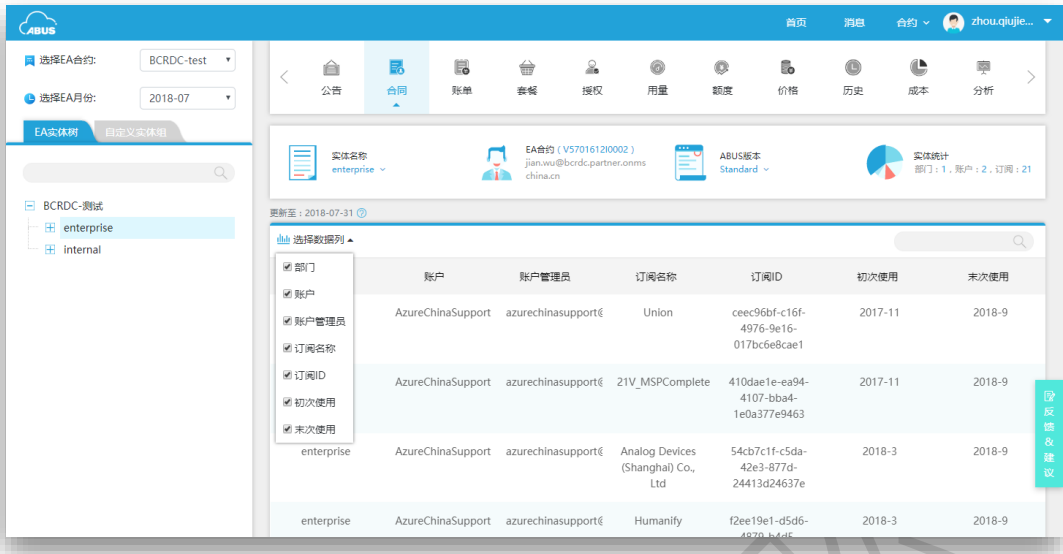 ABUS
首页 消息 合约 zhou.qiujie...
选择EA合约: BCRDC-test
选择EA月份: 2018-07
EA实体树 自定义实体组
BCRDC-测试
enterprise
internal
公告 合同 账单 套餐 授权 用量 额度 价格 历史 成本 分析
实体名称
enterprise
EA合约 ( V5701612I0002 )
jian.wu@bcrdc.partner.onms
china.cn
ABUS版本
Standard
实体统计
部门 : 1 , 账户 : 2 , 订阅 : 21
更新至 : 2018-07-31
选择数据列
部门
账户
账户管理员
订阅名称
订阅ID
初次使用
末次使用
账户 账户管理员 订阅名称 订阅ID 初次使用 末次使用
AzureChinaSupport azurechinasupport@ Union ceec96bf-c16f-
4976-9e16-
017bc6e8cae1
2017-11 2018-9
AzureChinaSupport azurechinasupport@ 21V_MSPComplete 410dae1e-ea94-
4107-bba4-
1e0a377e9463
2017-11 2018-9
enterprise AzureChinaSupport azurechinasupport@ Analog Devices
(Shanghai) Co.,
Ltd
54cb7c1f-c5da-
42e3-877d-
24413d24637e
2018-3 2018-9
enterprise AzureChinaSupport azurechinasupport@ Humanify f2ee19e1-d5d6-
4879-b4d5-
2018-3 2018-9
反馈&建议